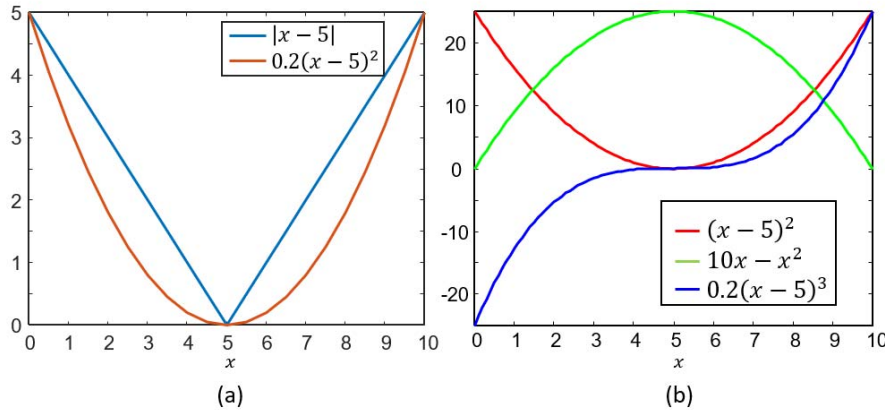 5
4
3
2
1
0
|x − 5|
0.2(x − 5)²
0 1 2 3 4 5 6 7 8 9 10
x
(a)
20
10
0
-10
-20
(x − 5)²
10x − x²
0.2(x − 5)³
0 1 2 3 4 5 6 7 8 9 10
x
(b)